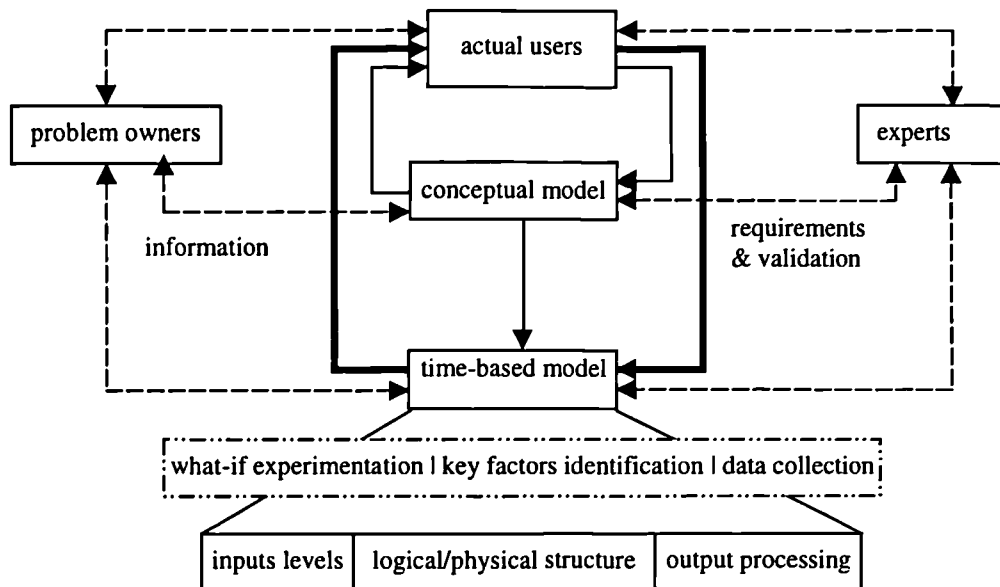 actual users
problem owners
experts
conceptual model
information
requirements
& validation
time-based model
what-if experimentation | key factors identification | data collection
inputs levels
logical/physical structure
output processing